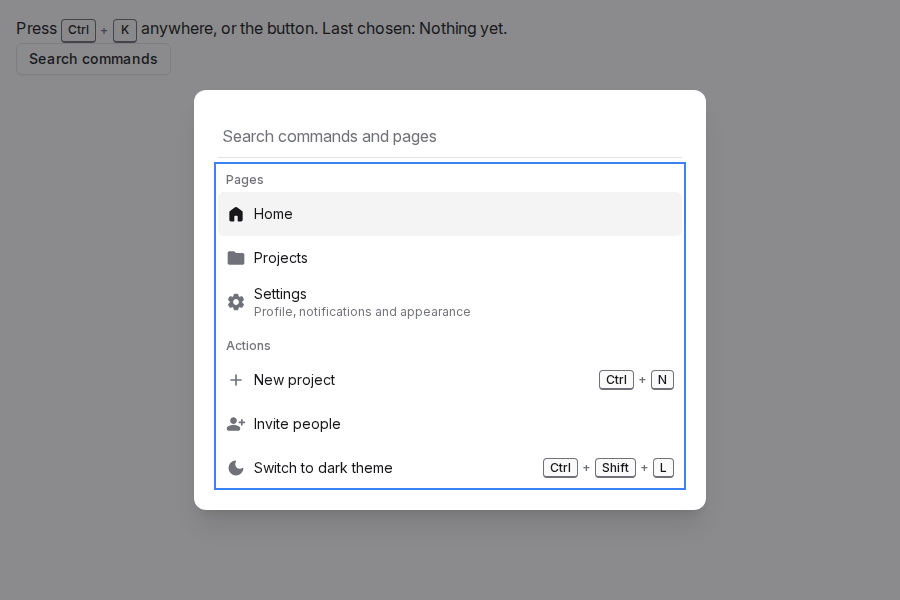 Press Ctrl + K anywhere, or the button. Last chosen: Nothing yet.
Search commands
Search commands and pages
Pages
Home
Projects
Settings
Profile, notifications and appearance
Actions
New project Ctrl + N
Invite people
Switch to dark theme Ctrl + Shift + L